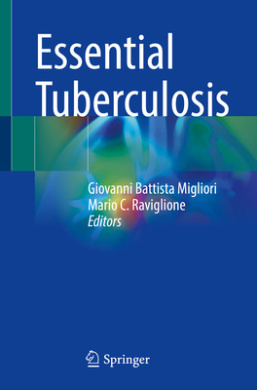 Essential
Tuberculosis
Giovanni Battista Migliori
Mario C. Raviglione
Editors
Springer